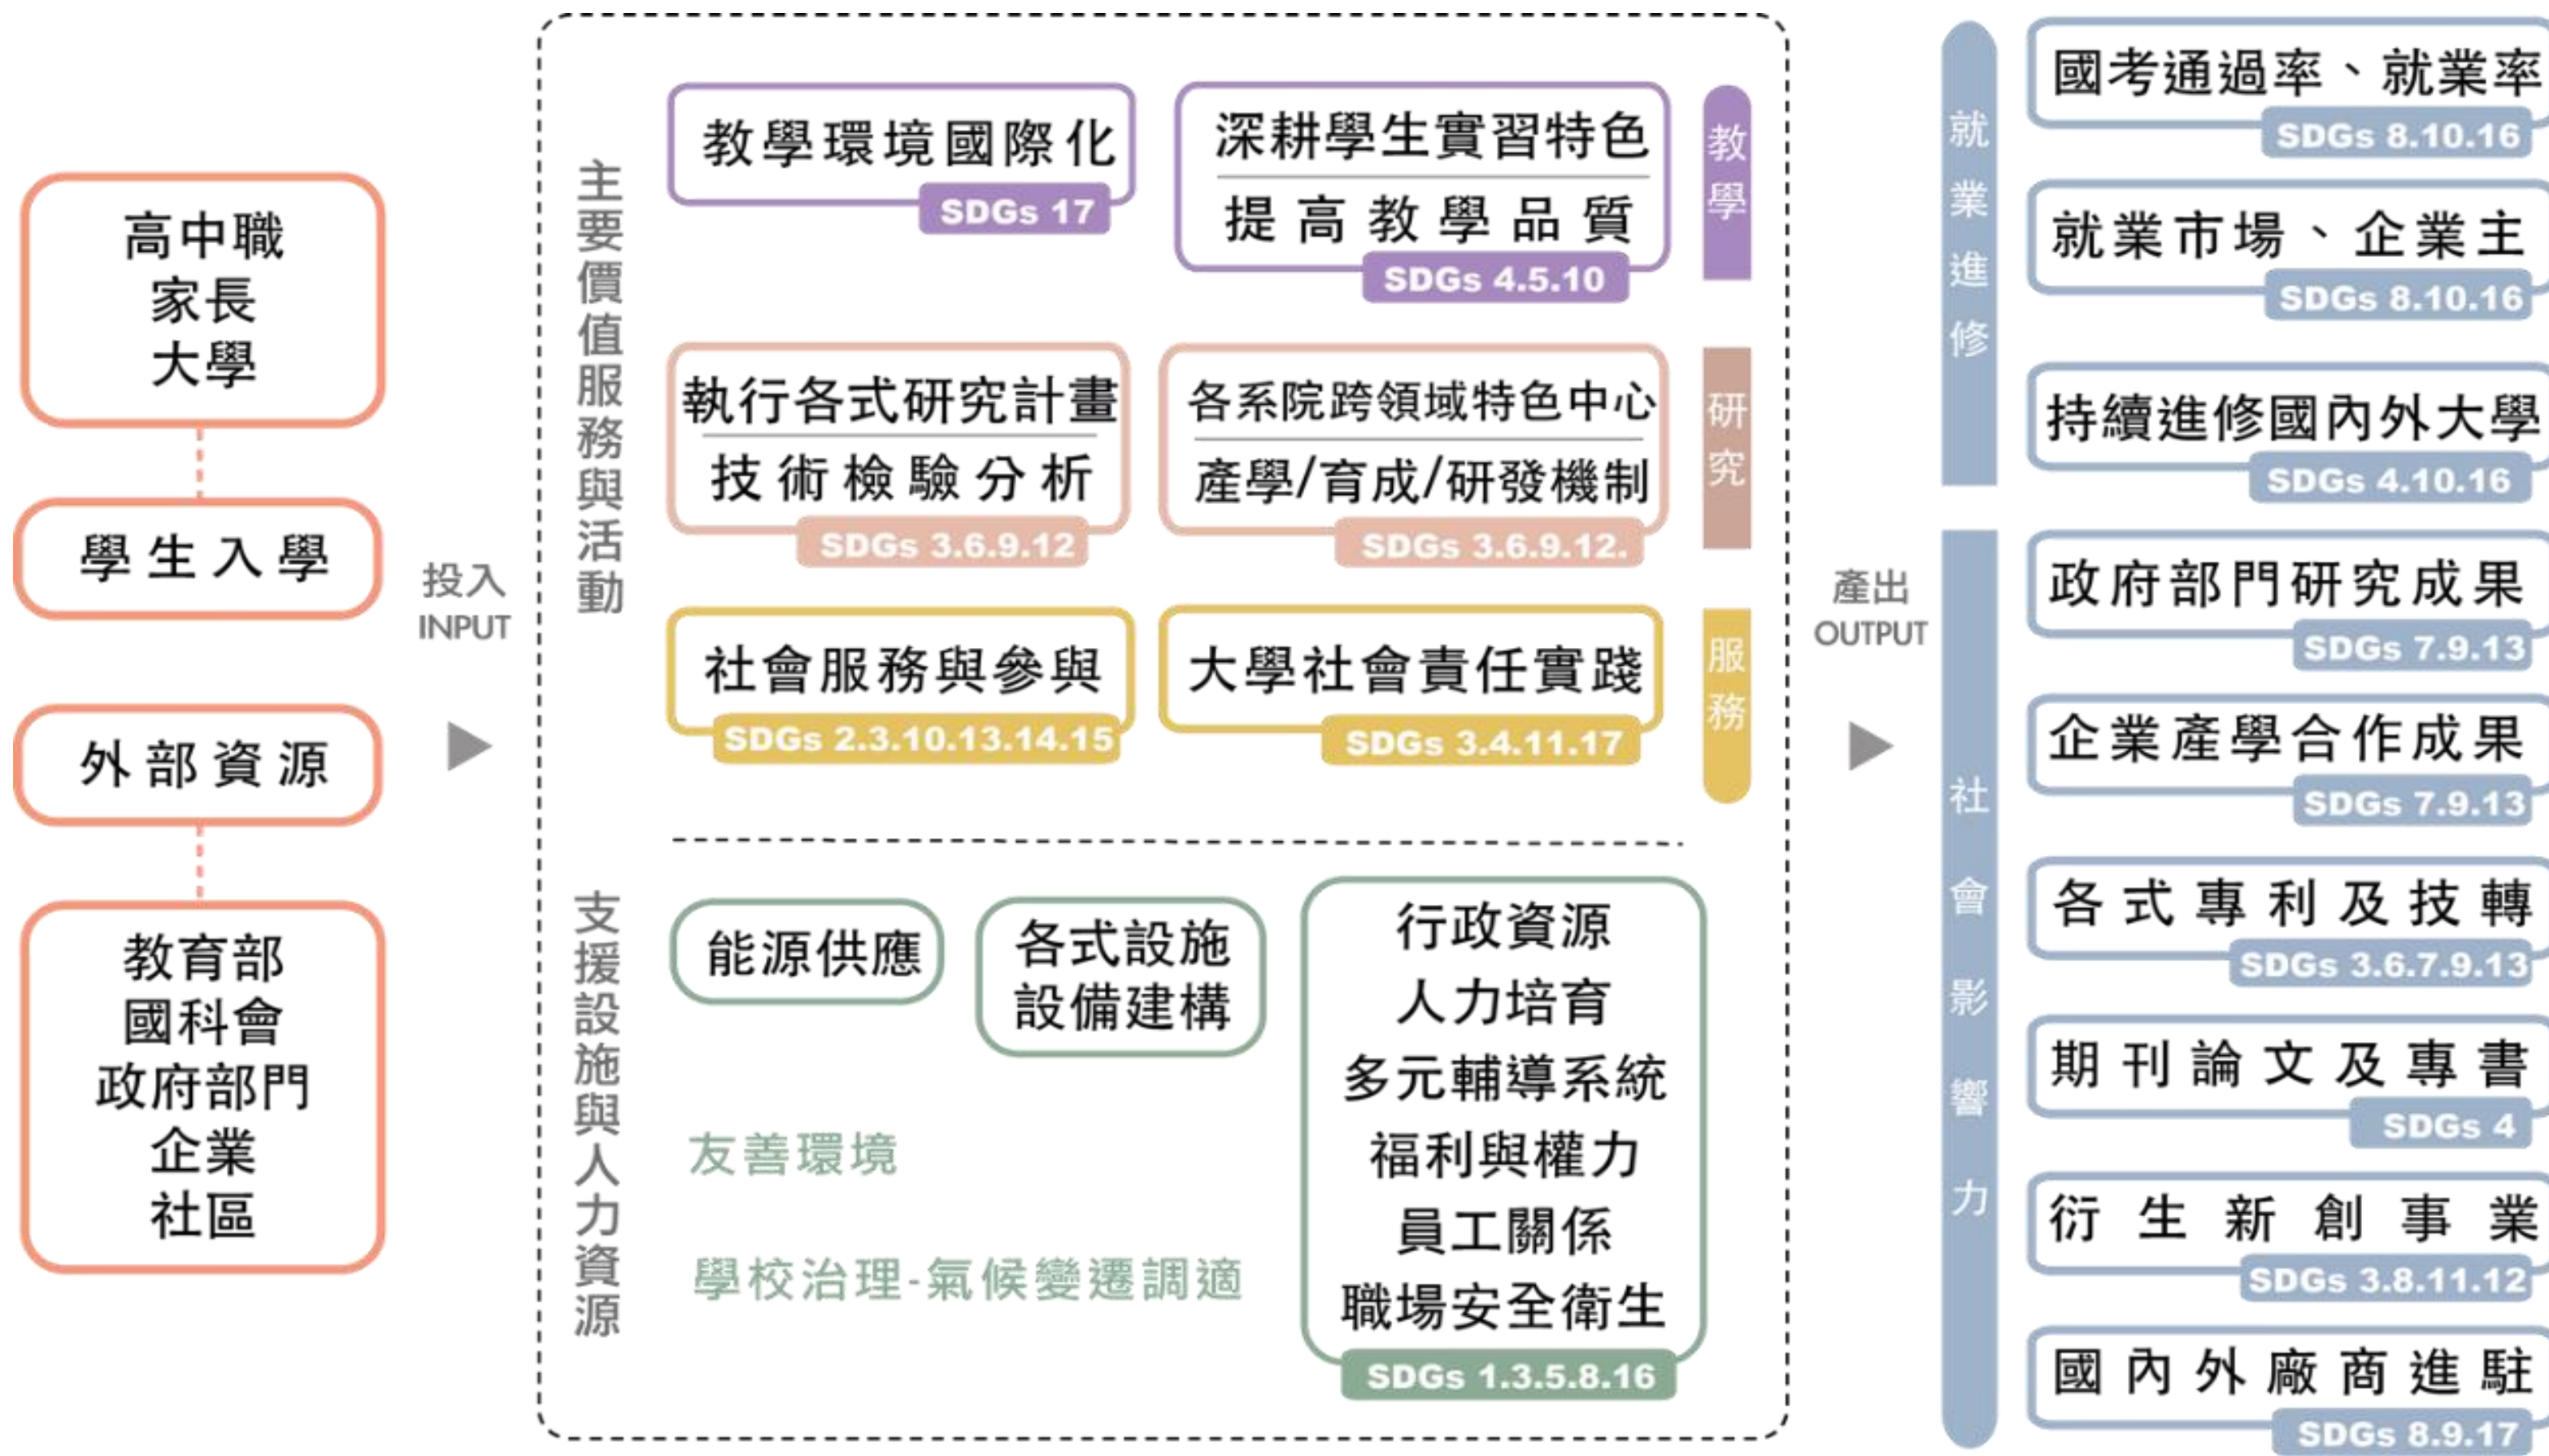 高中職
家長
大學
學生入學
外部資源
教育部
國科會
政府部門
企業
社區
投入
INPUT
主要價值服務與活動
教學環境國際化
SDGs 17
深耕學生實習特色
提高教學品質
SDGs 4.5.10
教學
執行各式研究計畫
技術檢驗分析
SDGs 3.6.9.12
各系院跨領域特色中心
產學/育成/研發機制
SDGs 3.6.9.12.
研究
社會服務與參與
SDGs 2.3.10.13.14.15
大學社會責任實踐
SDGs 3.4.11.17
服務
支援設施與人力資源
能源供應
各式設施
設備建構
友善環境
學校治理-氣候變遷調適
行政資源
人力培育
多元輔導系統
福利與權力
員工關係
職場安全衛生
SDGs 1.3.5.8.16
產出
OUTPUT
就業進修
國考通過率、就業率
SDGs 8.10.16
就業市場、企業主
SDGs 8.10.16
持續進修國內外大學
SDGs 4.10.16
社會影響力
政府部門研究成果
SDGs 7.9.13
企業產學合作成果
SDGs 7.9.13
各式專利及技轉
SDGs 3.6.7.9.13
期刊論文及專書
SDGs 4
衍生新創事業
SDGs 3.8.11.12
國內外廠商進駐
SDGs 8.9.17